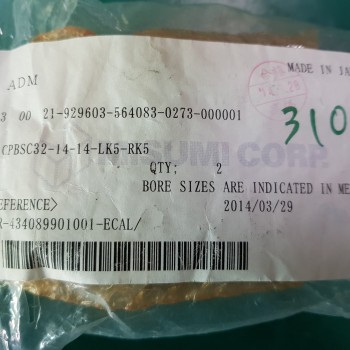 ADM
MADE IN JA
3 00 21-929603-564083-0273-000001
310
CPBSC32-14-14-LK5-RK5
MISUMI CORP.
QTY: 2
BORE SIZES ARE INDICATED IN ME
EFERENCE> 2014/03/29
R-434089901001-ECAL/